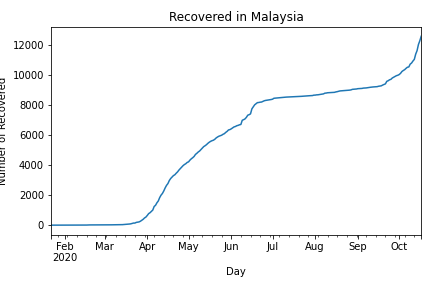 Recovered in Malaysia
Number of Recovered
12000
10000
8000
6000
4000
2000
0
Feb Mar Apr May Jun Jul Aug Sep Oct
2020
Day